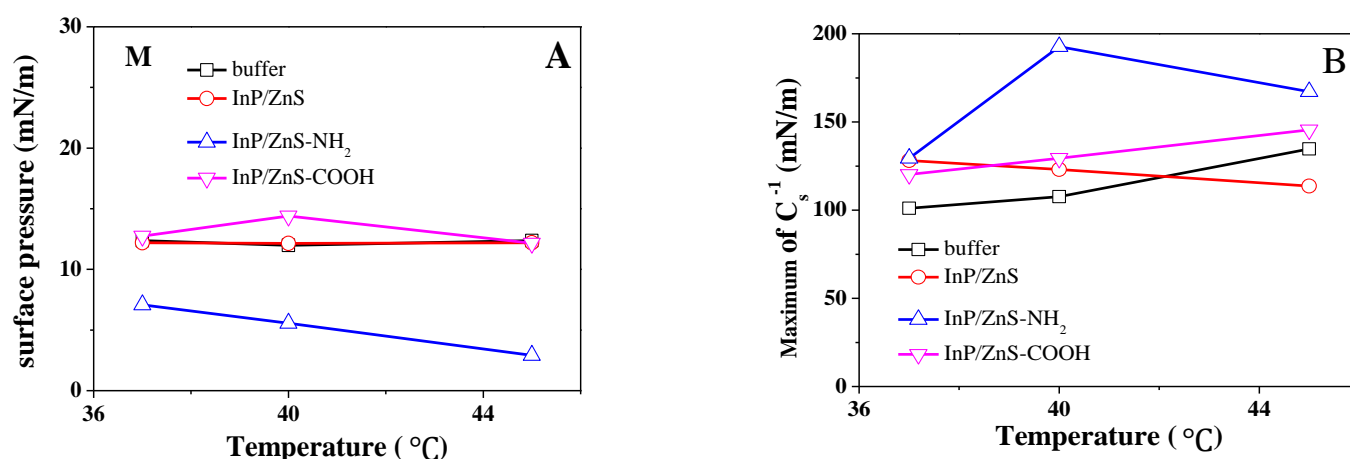 30
20
10
0
surface pressure (mN/m)
M
A
buffer
InP/ZnS
InP/ZnS-NH₂
InP/ZnS-COOH
36
40
44
Temperature ( °C)
200
150
100
50
0
Maximum of Cₛ⁻¹ (mN/m)
B
buffer
InP/ZnS
InP/ZnS-NH₂
InP/ZnS-COOH
36
40
44
Temperature ( °C)